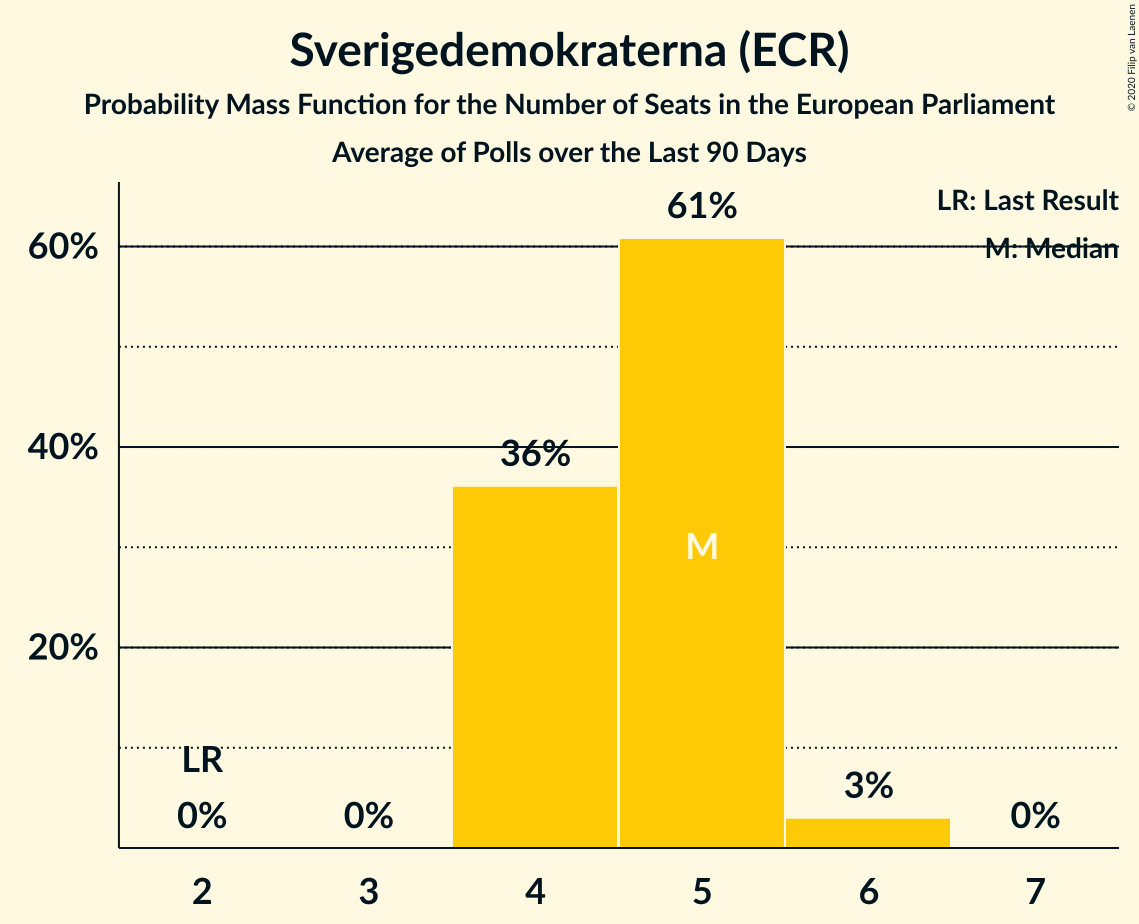 Sverigedemokraterna (ECR)
Probability Mass Function for the Number of Seats in the European Parliament
Average of Polls over the Last 90 Days
© 2020 Filip van Laenen
LR: Last Result
M: Median
61%
60%
40%
36%
M
20%
LR
0%
0%
3%
0%
2
3
4
5
6
7